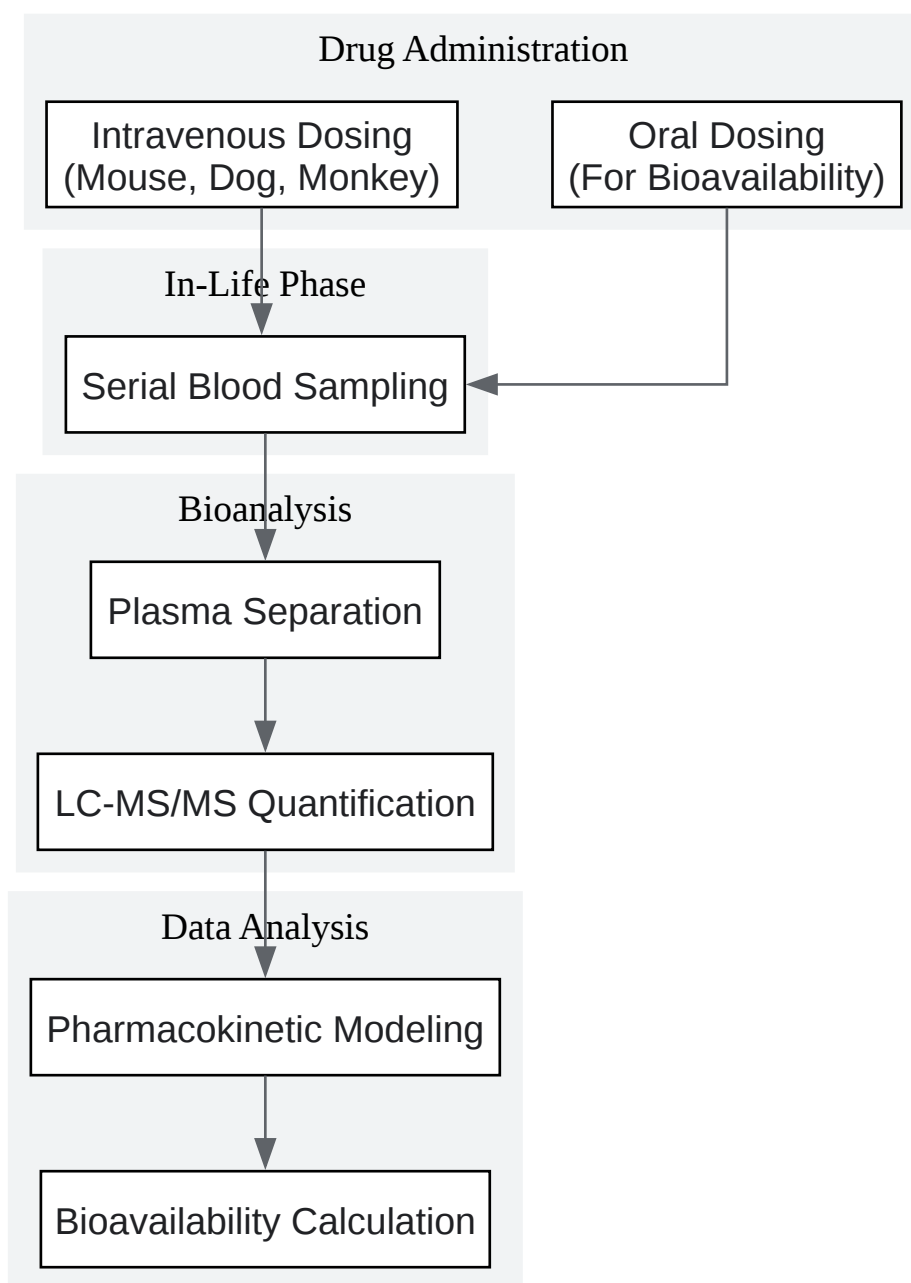 Drug Administration
Intravenous Dosing
(Mouse, Dog, Monkey)
Oral Dosing
(For Bioavailability)
In-Life Phase
Serial Blood Sampling
Bioanalysis
Plasma Separation
LC-MS/MS Quantification
Data Analysis
Pharmacokinetic Modeling
Bioavailability Calculation